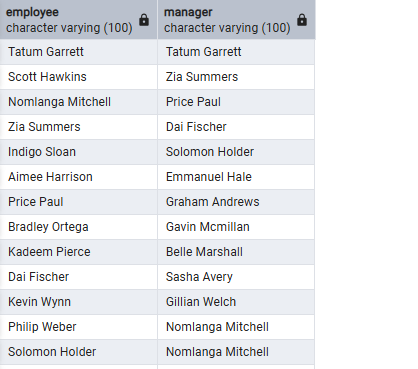 employee manager
character varying (100) character varying (100)
Tatum Garrett Tatum Garrett
Scott Hawkins Zia Summers
Nomlanga Mitchell Price Paul
Zia Summers Dai Fischer
Indigo Sloan Solomon Holder
Aimee Harrison Emmanuel Hale
Price Paul Graham Andrews
Bradley Ortega Gavin Mcmillan
Kadeem Pierce Belle Marshall
Dai Fischer Sasha Avery
Kevin Wynn Gillian Welch
Philip Weber Nomlanga Mitchell
Solomon Holder Nomlanga Mitchell